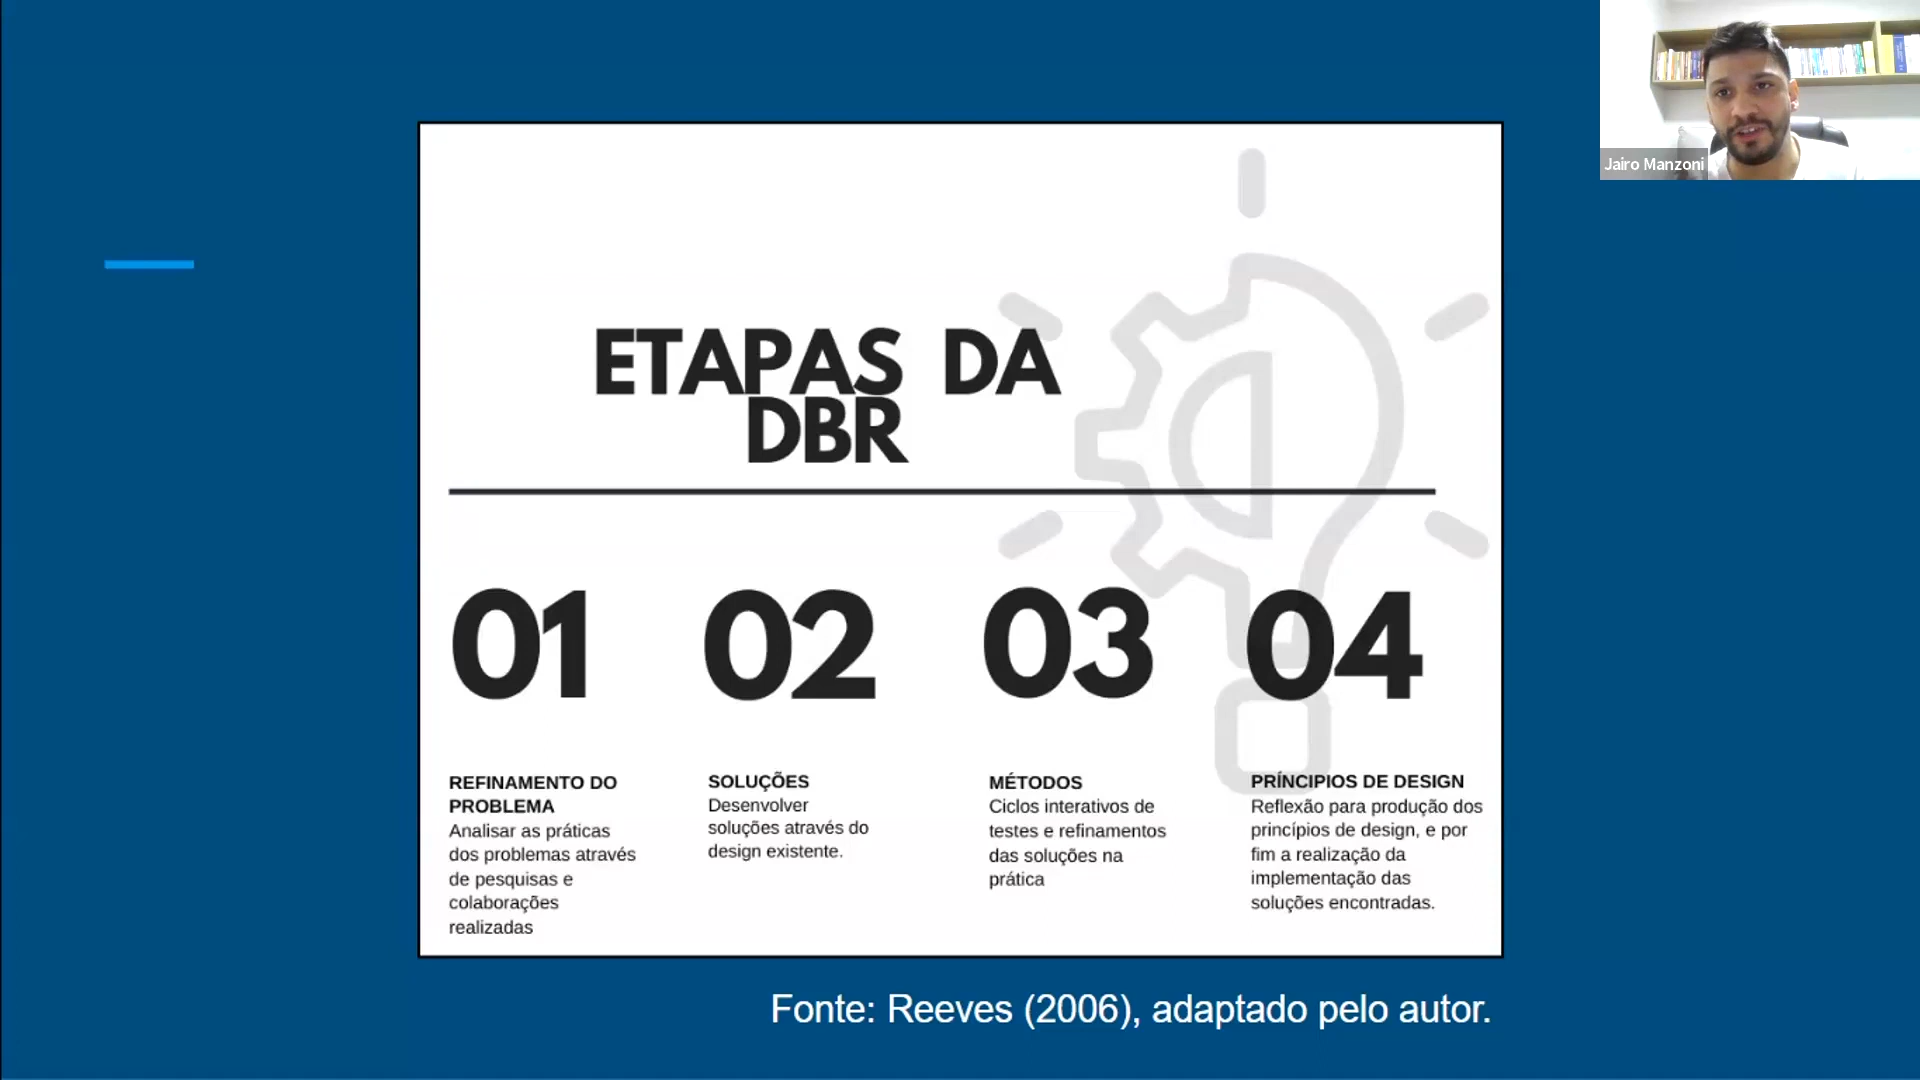 Jairo Manzoni
ETAPAS DA
DBR
01
02
03
04
REFINAMENTO DO
PROBLEMA
Analisar as práticas
dos problemas através
de pesquisas e
colaborações
realizadas
SOLUÇÕES
Desenvolver
soluções através do
design existente.
MÉTODOS
Ciclos interativos de
testes e refinamentos
das soluções na
prática
PRÍNCIPIOS DE DESIGN
Reflexão para produção dos
princípios de design, e por
fim a realização da
implementação das
soluções encontradas.
Fonte: Reeves (2006), adaptado pelo autor.